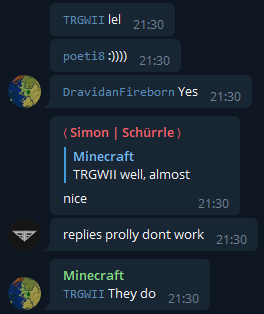 TRGWII lel 21:30
poeti8 :)))) 21:30
DravidanFireborn Yes 21:30
⟨ Simon | Schürrle ⟩
Minecraft
TRGWII well, almost
nice 21:30
replies prolly dont work 21:30
Minecraft
TRGWII They do 21:30